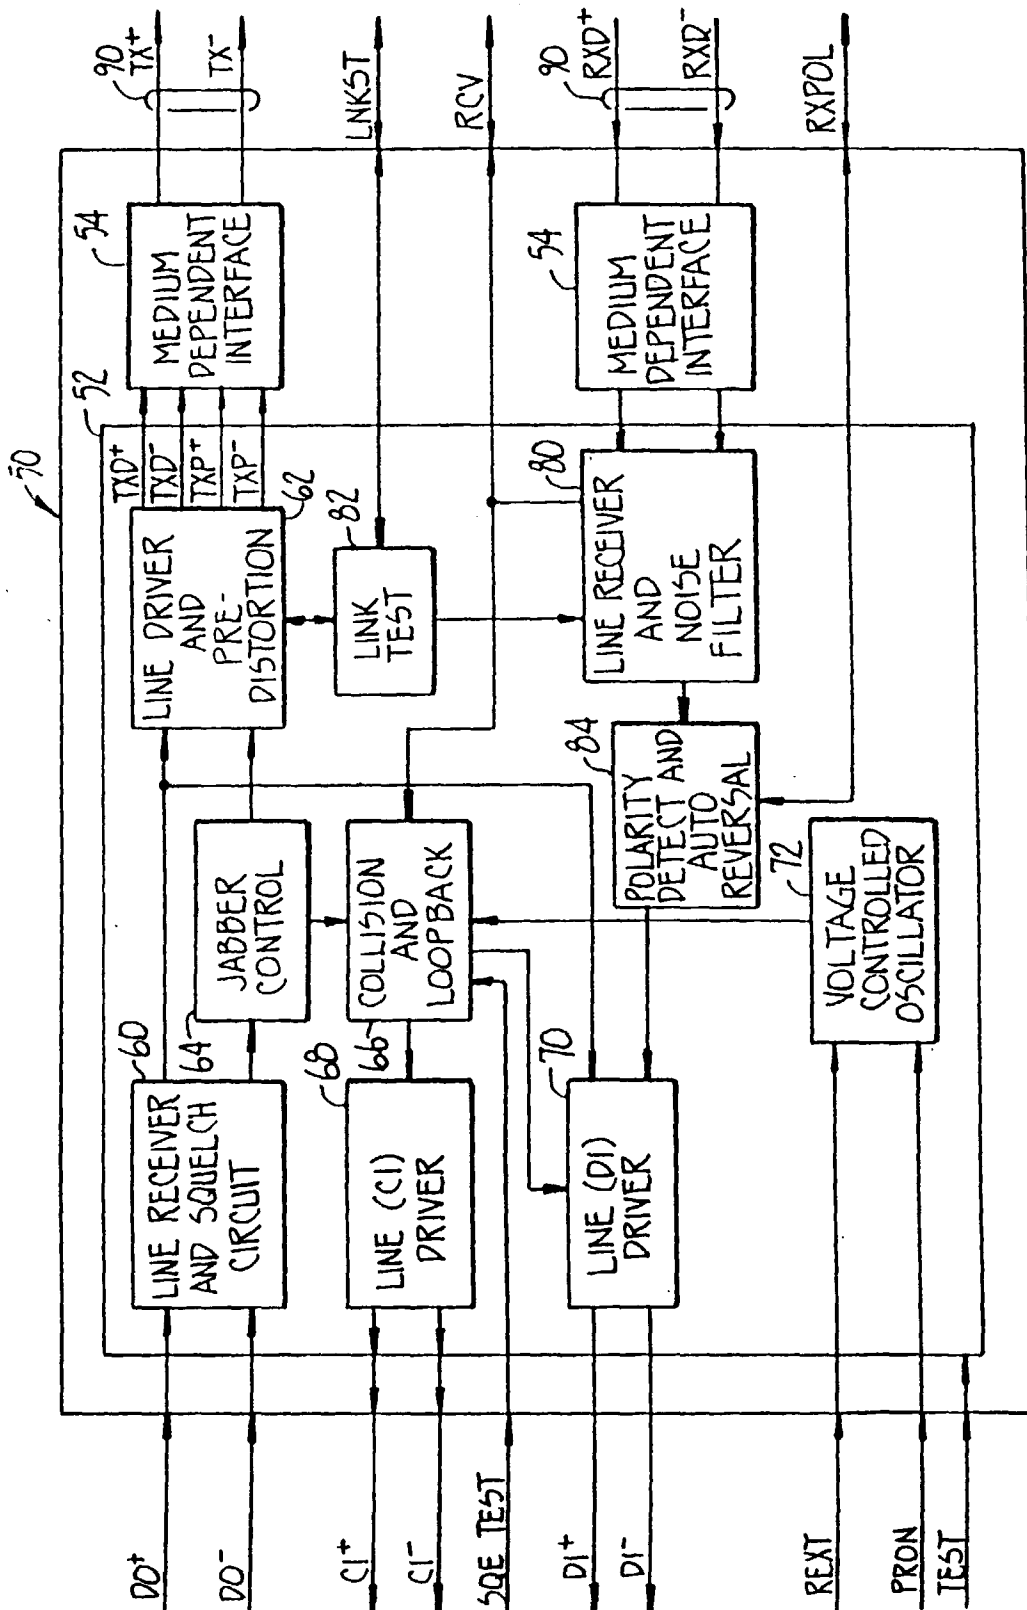 50
52
DO+
DO-
LINE RECEIVER
AND SQUELCH
CIRCUIT
60
JABBER
CONTROL
64
LINE DRIVER
AND
PRE-
DISTORTION
62
TXD+
TXD-
TXP+
TXP-
MEDIUM
DEPENDENT
INTERFACE
54
90
TX+
TX-
CI+
CI-
SQE TEST
LINE (CI)
DRIVER
68
COLLISION
AND
LOOPBACK
66
LINK
TEST
82
LNKST
RCV
DI+
DI-
LINE (DI)
DRIVER
70
POLARITY
DETECT AND
AUTO
REVERSAL
84
LINE RECEIVER
AND
NOISE
FILTER
80
MEDIUM
DEPENDENT
INTERFACE
54
90
RXD+
RXD-
RXPOL
REXT
PRON
TEST
VOLTAGE
CONTROLLED
OSCILLATOR
72